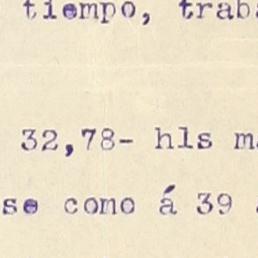 tiempo, trab
32,78- hls m
se como á 39